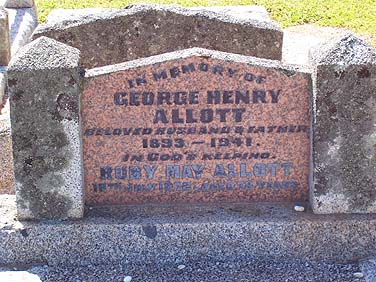 IN MEMORY OF
GEORGE HENRY
ALLOTT
BELOVED HUSBAND & FATHER
1893 — 1941.
IN GOD'S KEEPING.
RUBY MAY ALLOTT